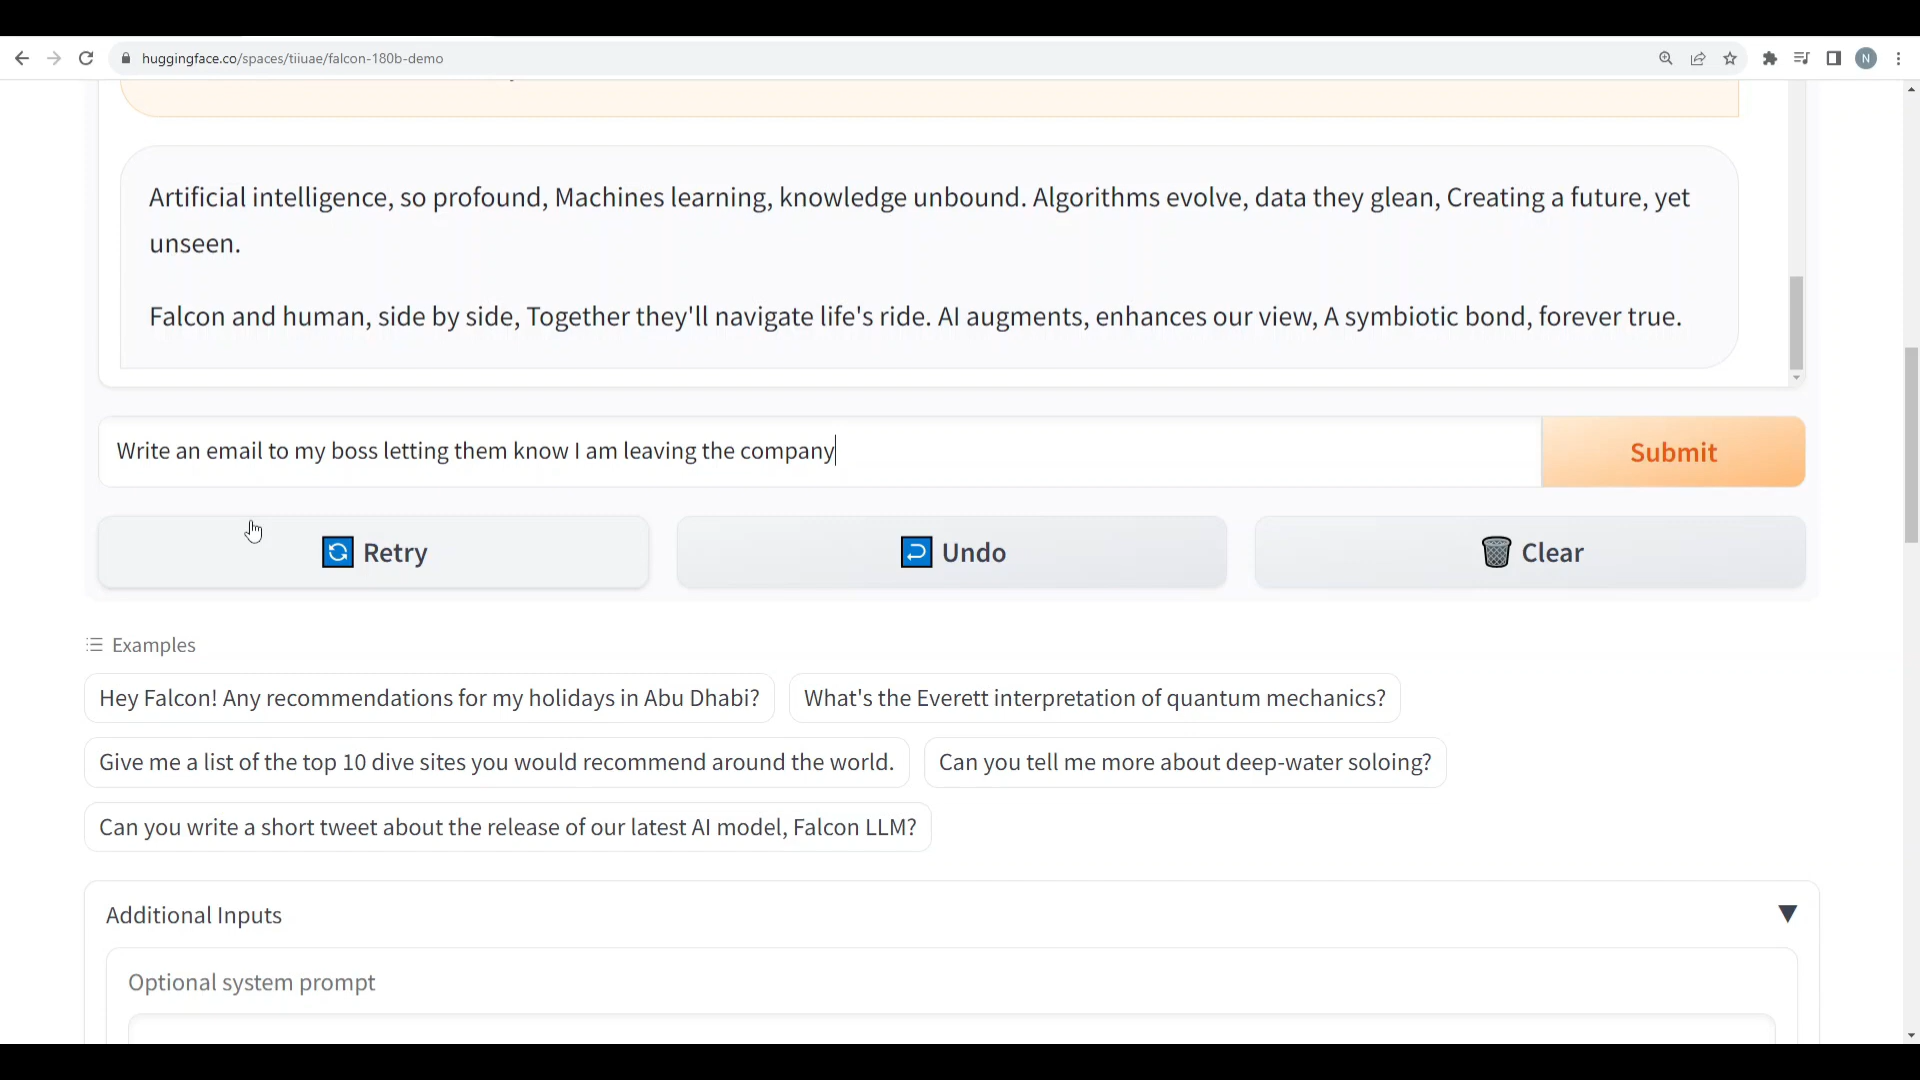 huggingface.co/spaces/tiiuae/falcon-180b-demo
N
Artificial intelligence, so profound, Machines learning, knowledge unbound. Algorithms evolve, data they glean, Creating a future, yet
unseen.
Falcon and human, side by side, Together they'll navigate life's ride. AI augments, enhances our view, A symbiotic bond, forever true.
Write an email to my boss letting them know I am leaving the company
Submit
Retry
Undo
Clear
Examples
Hey Falcon! Any recommendations for my holidays in Abu Dhabi?
What's the Everett interpretation of quantum mechanics?
Give me a list of the top 10 dive sites you would recommend around the world.
Can you tell me more about deep-water soloing?
Can you write a short tweet about the release of our latest AI model, Falcon LLM?
Additional Inputs
Optional system prompt